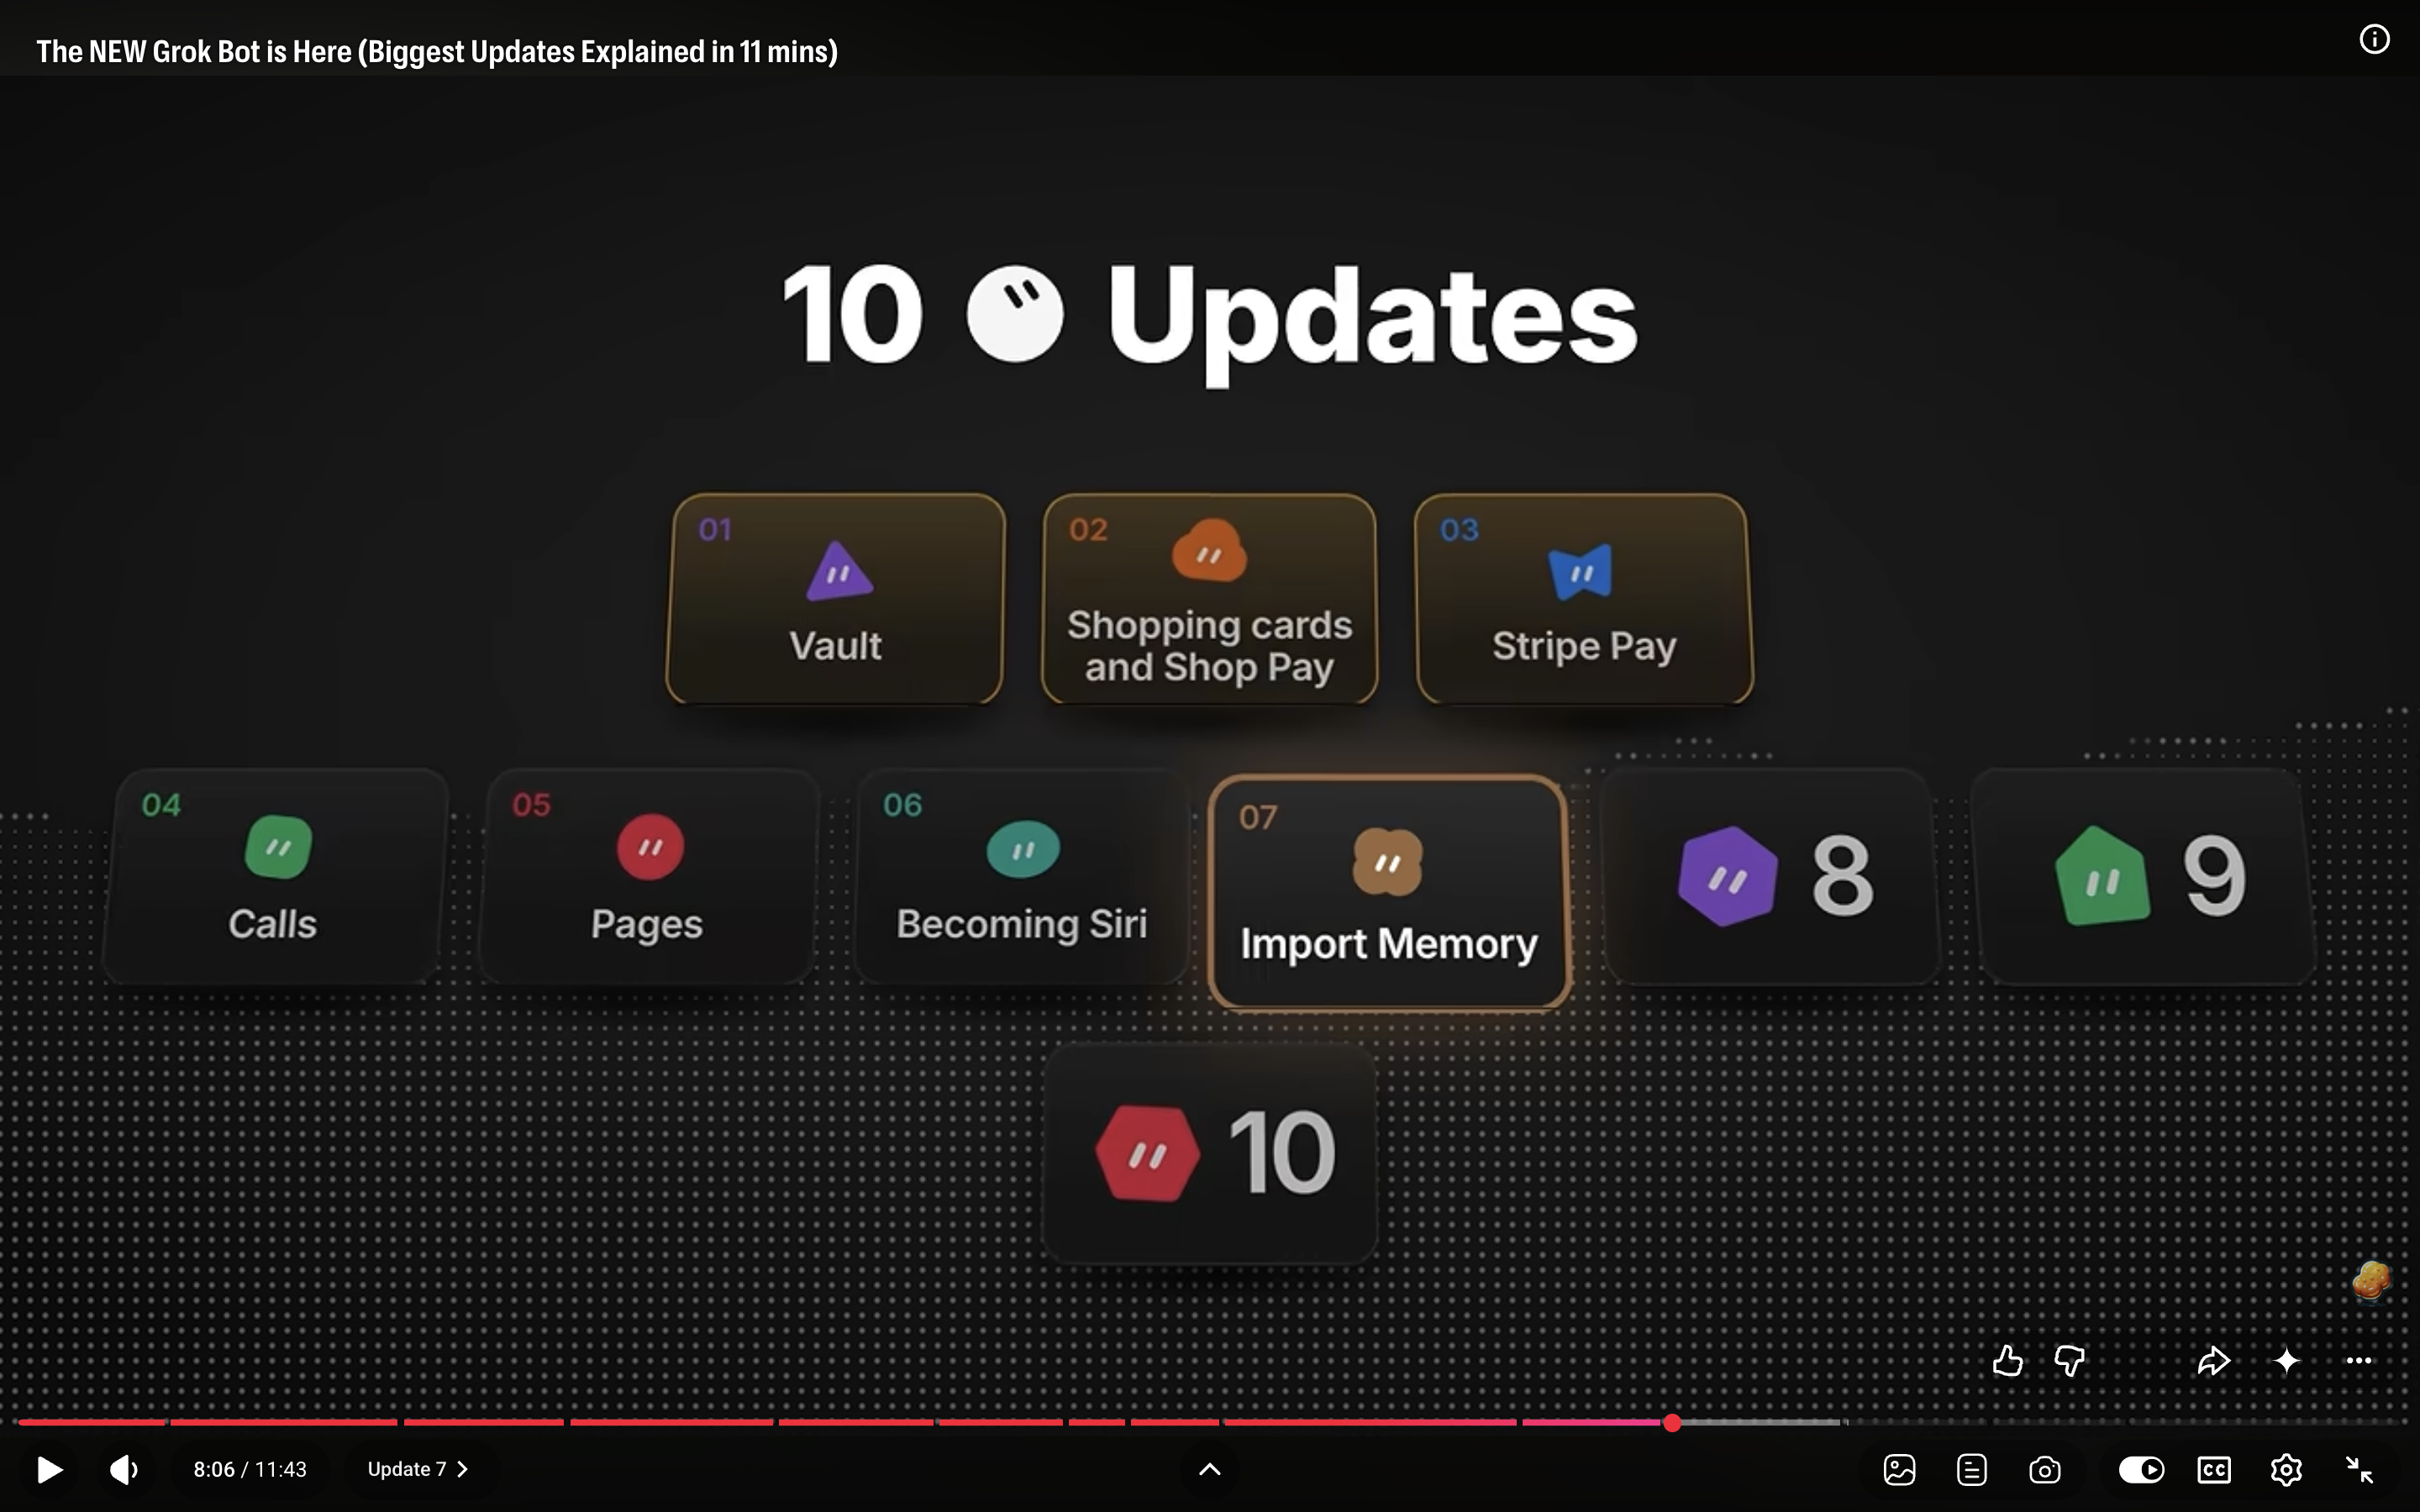 The NEW Grok Bot is Here (Biggest Updates Explained in 11 mins)
10 Updates
01
Vault
02
Shopping cards
and Shop Pay
03
Stripe Pay
04
Calls
05
Pages
06
Becoming Siri
07
Import Memory
8
9
10
8:06 / 11:43
Update 7
CC